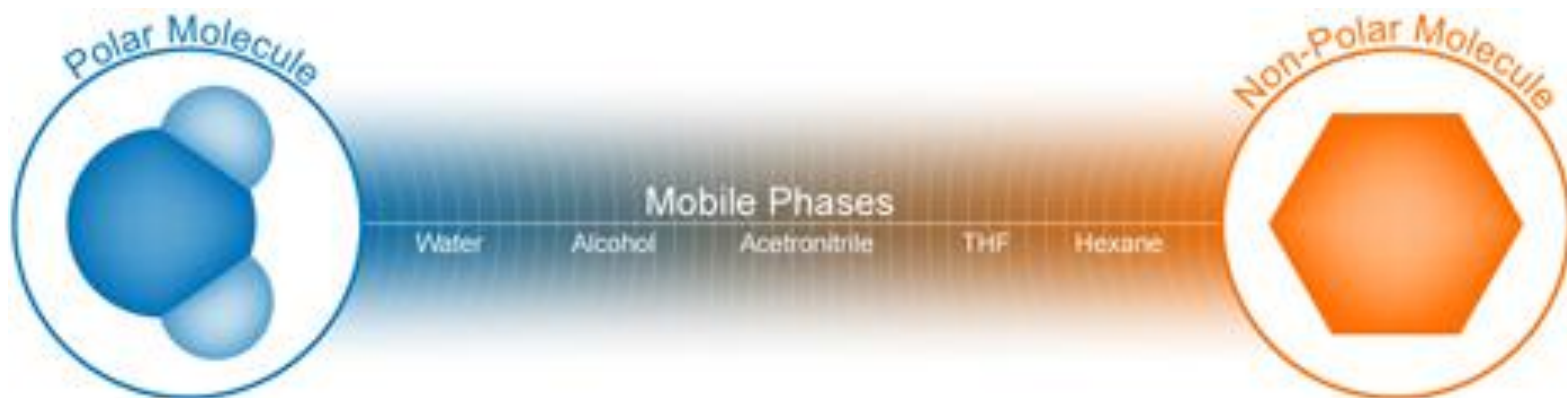 Polar Molecule
Non-Polar Molecule
Mobile Phases
Water Alcohol Acetronitrile THF Hexane